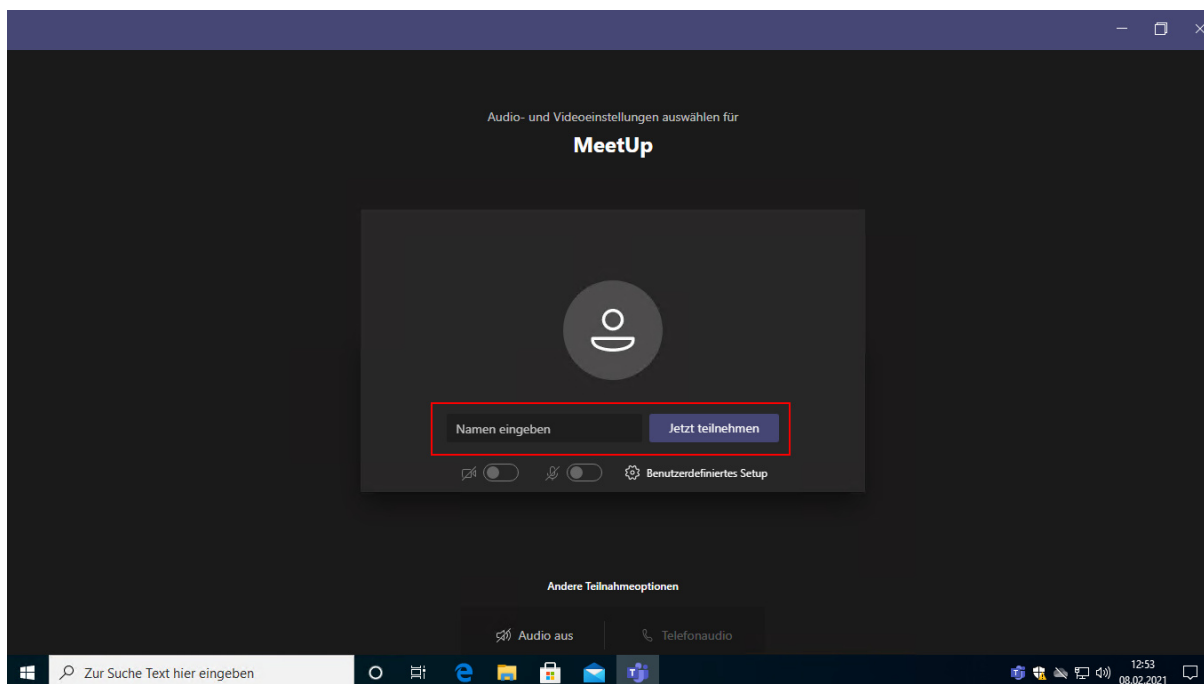 Audio- und Videoeinstellungen auswählen für
MeetUp
Namen eingeben
Jetzt teilnehmen
Benutzerdefiniertes Setup
Andere Teilnahmeoptionen
Audio aus
Telefonaudio
Zur Suche Text hier eingeben
12:53
08.02.2021